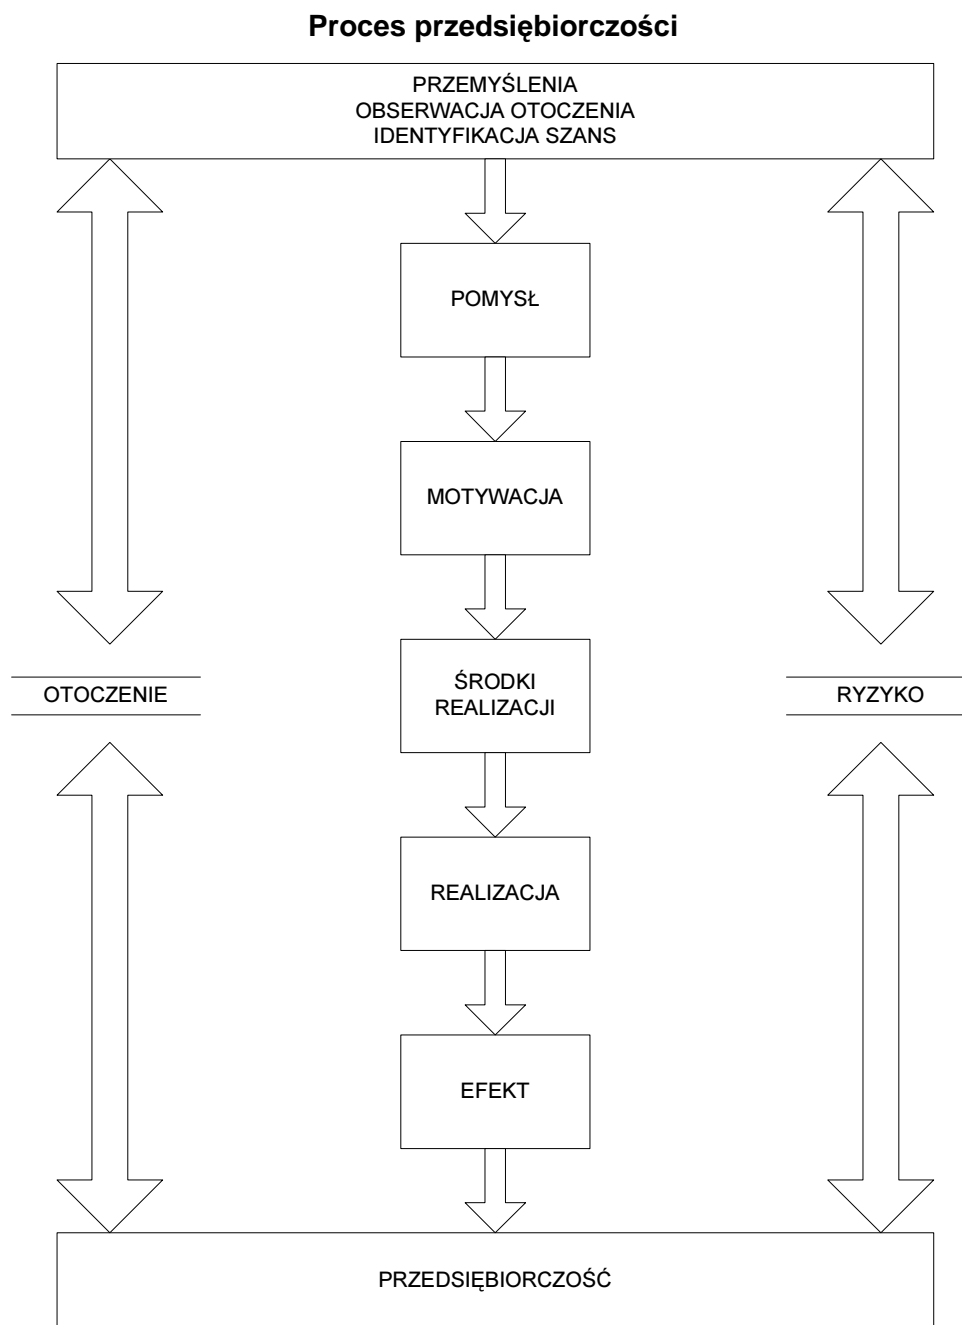 Proces przedsiębiorczości
PRZEMYŚLENIA
OBSERWACJA OTOCZENIA
IDENTYFIKACJA SZANS
POMYSŁ
MOTYWACJA
OTOCZENIE
ŚRODKI
REALIZACJI
RYZYKO
REALIZACJA
EFEKT
PRZEDSIĘBIORCZOŚĆ